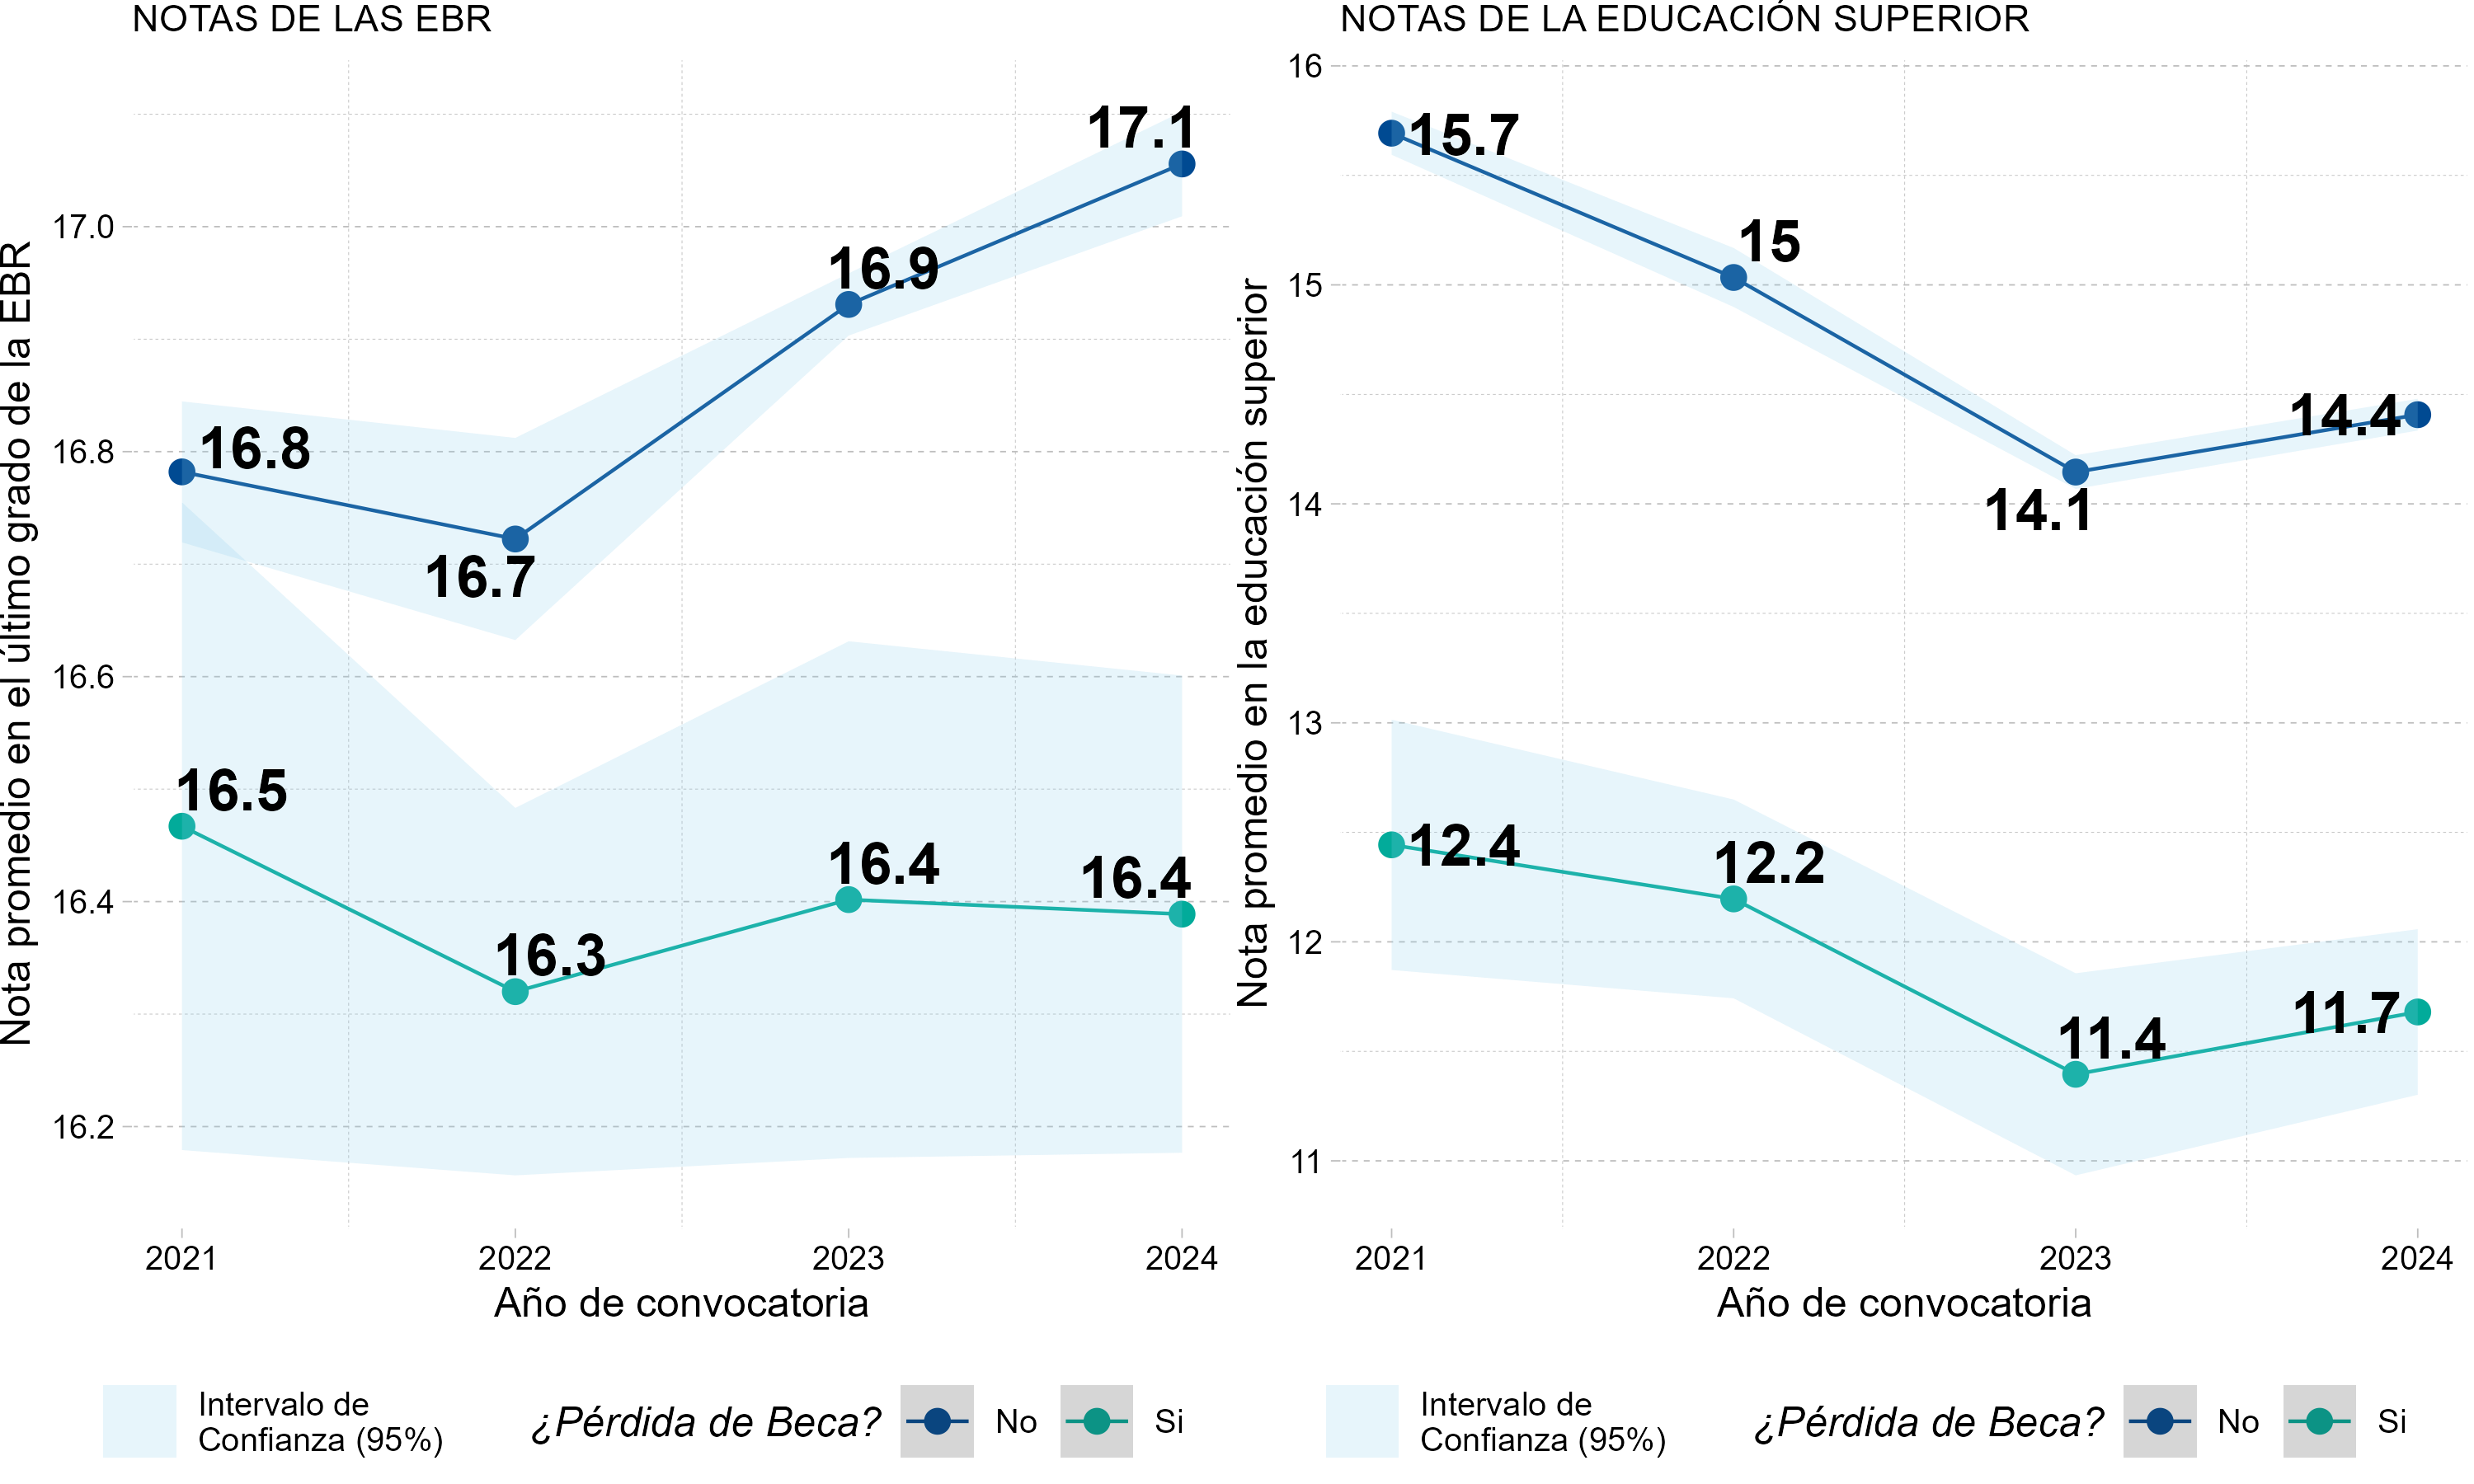 NOTAS DE LAS EBR
Nota promedio en el último grado de la EBR
17.0
16.8
16.6
16.4
16.2
17.1
16.9
16.8
16.7
16.5
16.3
16.4
16.4
2021
2022
2023
2024
Año de convocatoria
Intervalo de
Confianza (95%)
¿Pérdida de Beca?
No
Si
NOTAS DE LA EDUCACIÓN SUPERIOR
Nota promedio en la educación superior
16
15
14
13
12
11
15.7
15
14.1
14.4
12.4
12.2
11.4
11.7
2021
2022
2023
2024
Año de convocatoria
Intervalo de
Confianza (95%)
¿Pérdida de Beca?
No
Si